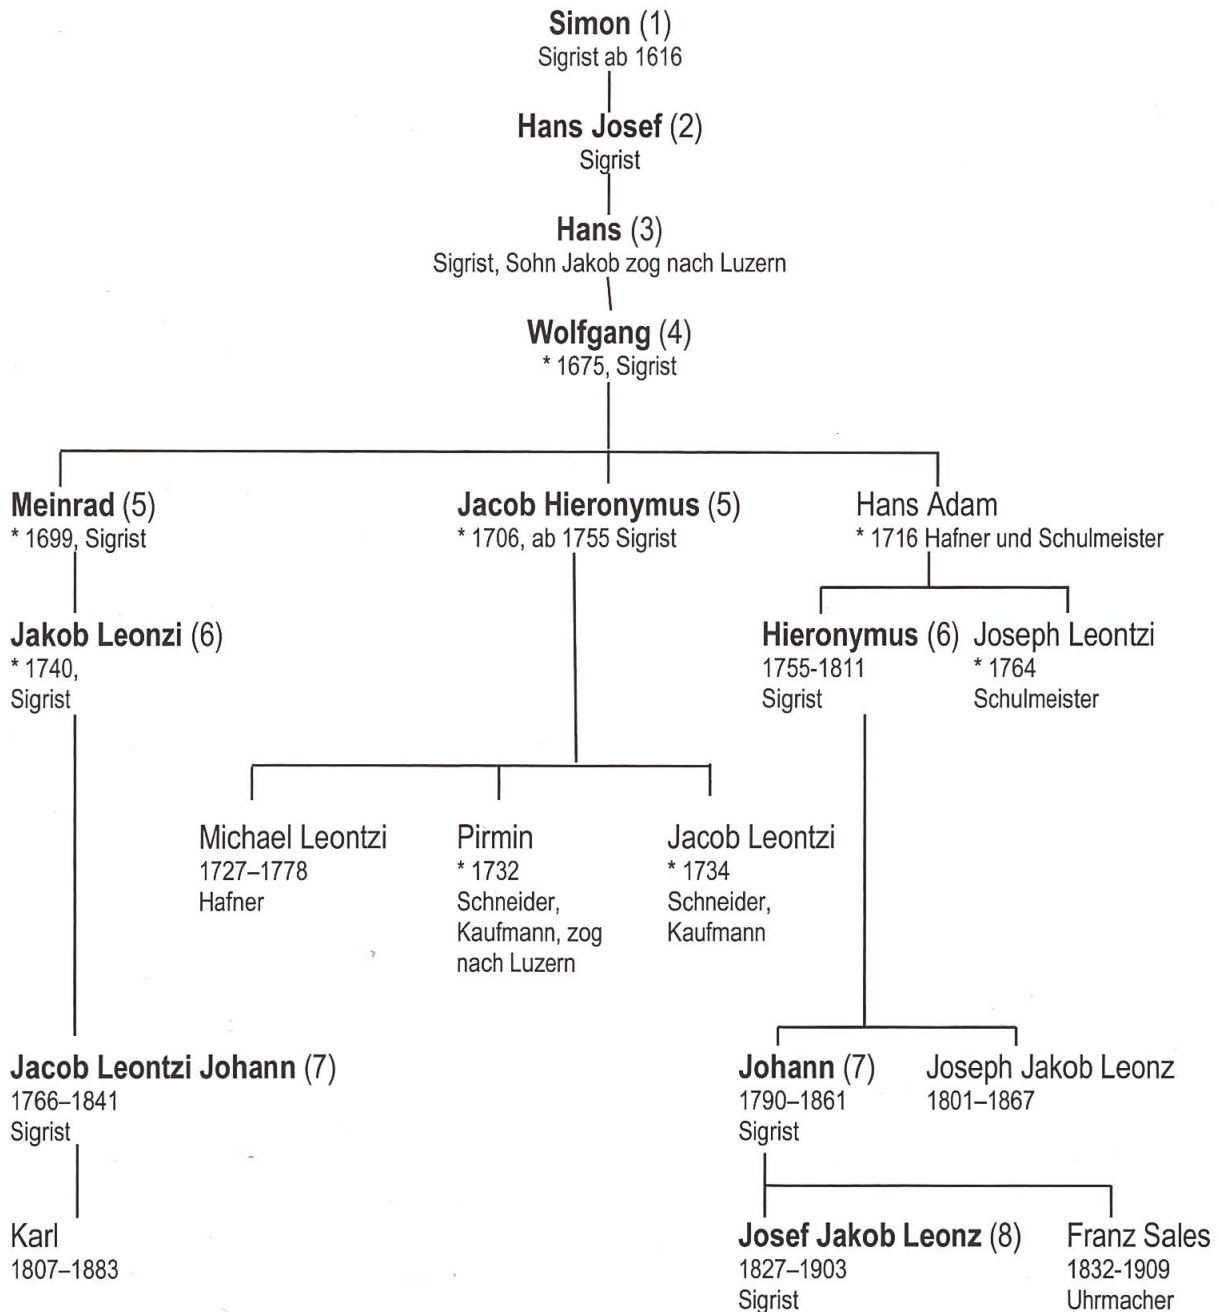 Simon (1)
Sigrist ab 1616
Hans Josef (2)
Sigrist
Hans (3)
Sigrist, Sohn Jakob zog nach Luzern
Wolfgang (4)
* 1675, Sigrist
Meinrad (5)
* 1699, Sigrist
Jacob Hieronymus (5)
* 1706, ab 1755 Sigrist
Hans Adam
* 1716 Hafner und Schulmeister
Jakob Leonzi (6)
* 1740,
Sigrist
Hieronymus (6)
1755-1811
Sigrist
Joseph Leontzi
* 1764
Schulmeister
Michael Leontzi
1727–1778
Hafner
Pirmin
* 1732
Schneider,
Kaufmann, zog
nach Luzern
Jacob Leontzi
* 1734
Schneider,
Kaufmann
Jacob Leontzi Johann (7)
1766–1841
Sigrist
Johann (7)
1790–1861
Sigrist
Joseph Jakob Leonz
1801–1867
Karl
1807–1883
Josef Jakob Leonz (8)
1827–1903
Sigrist
Franz Sales
1832-1909
Uhrmacher